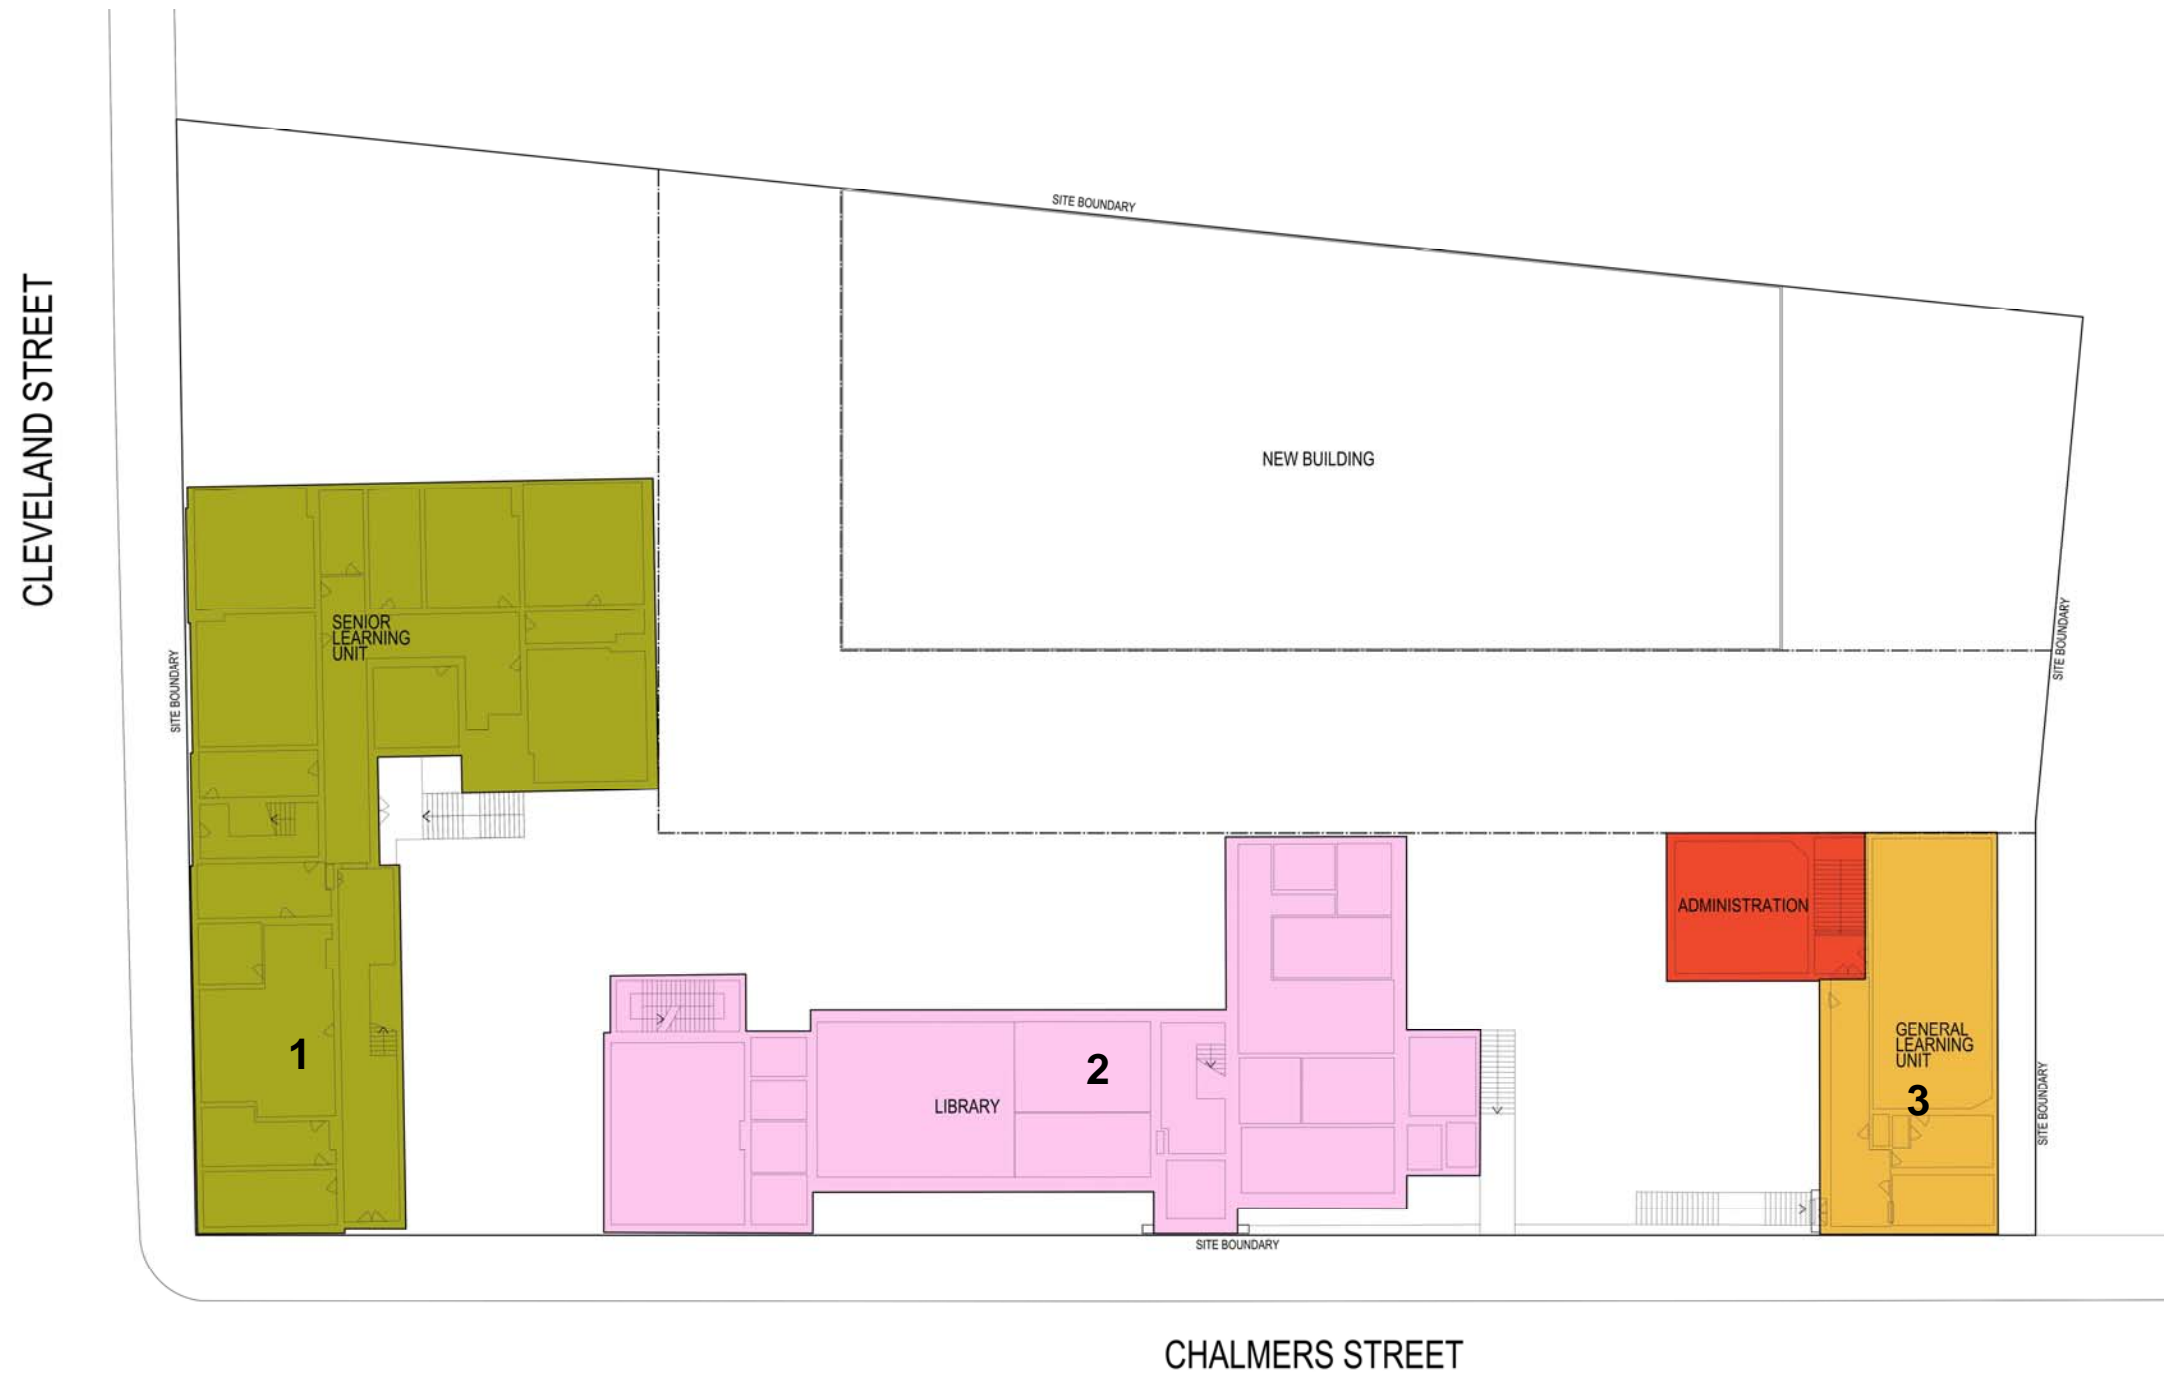 SITE BOUNDARY
CLEVELAND STREET
NEW BUILDING
SENIOR
LEARNING
UNIT
SITE BOUNDARY
SITE BOUNDARY
ADMINISTRATION
GENERAL
LEARNING
UNIT
1
2
3
LIBRARY
SITE BOUNDARY
SITE BOUNDARY
CHALMERS STREET